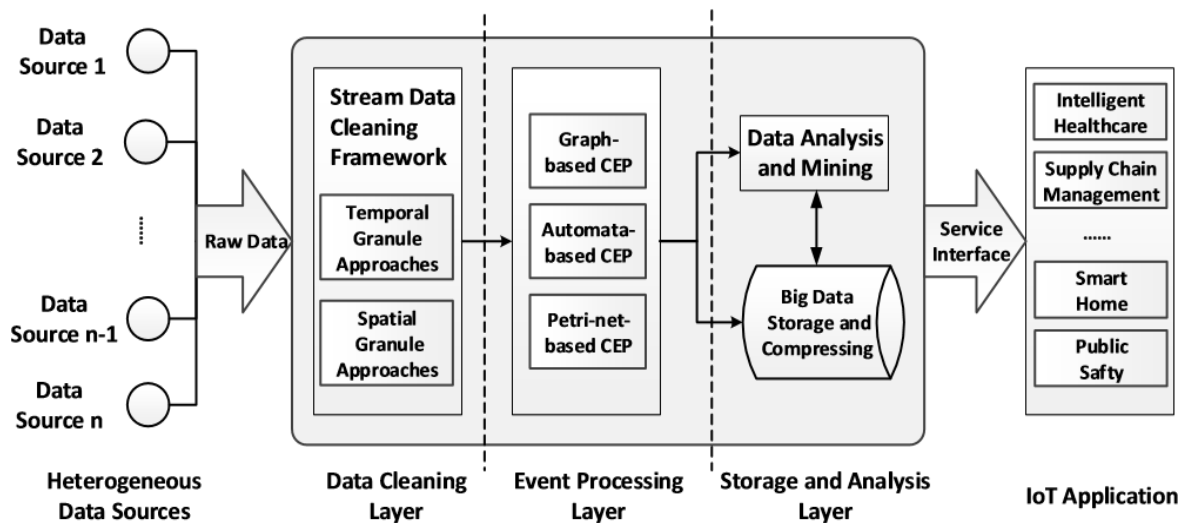 Data
Source 1
Data
Source 2
......
Data
Source n-1
Data
Source n
Raw Data
Stream Data
Cleaning
Framework
Temporal
Granule
Approaches
Spatial
Granule
Approaches
Graph-
based CEP
Automata-
based CEP
Petri-net-
based CEP
Data Analysis
and Mining
Big Data
Storage and
Compressing
Service
Interface
Intelligent
Healthcare
Supply Chain
Management
......
Smart
Home
Public
Safty
Heterogeneous
Data Sources
Data Cleaning
Layer
Event Processing
Layer
Storage and Analysis
Layer
IoT Application